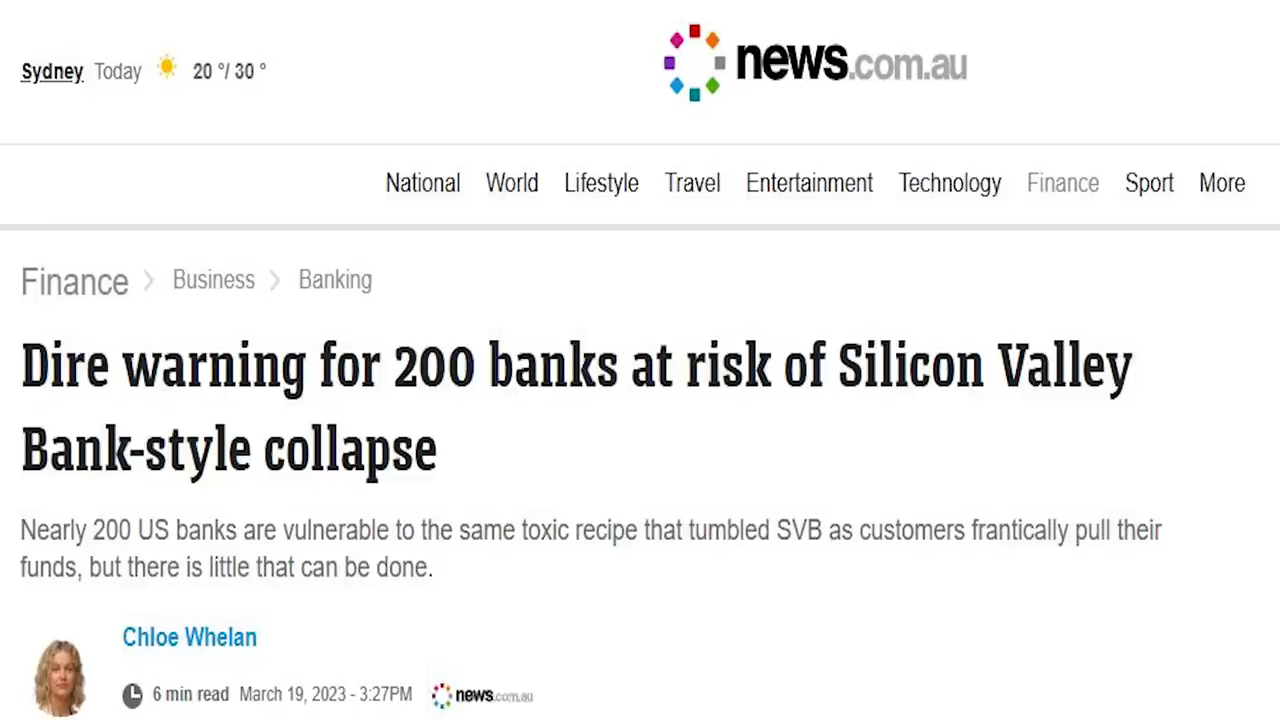 Sydney Today 20 °/ 30 °
news.com.au
National World Lifestyle Travel Entertainment Technology Finance Sport More
Finance Business Banking
Dire warning for 200 banks at risk of Silicon Valley
Bank-style collapse
Nearly 200 US banks are vulnerable to the same toxic recipe that tumbled SVB as customers frantically pull their
funds, but there is little that can be done.
Chloe Whelan
6 min read March 19, 2023 - 3:27PM news.com.au